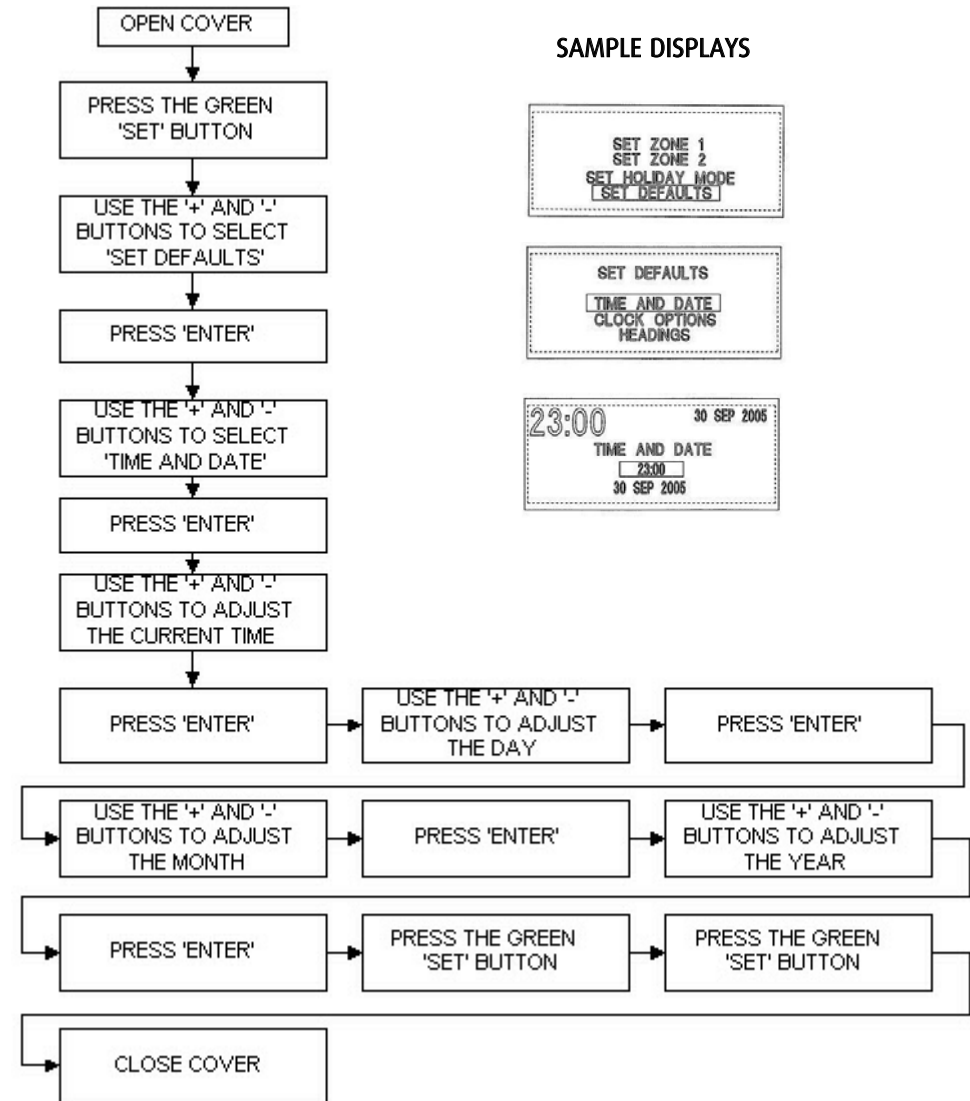 OPEN COVER
PRESS THE GREEN
'SET' BUTTON
USE THE '+' AND '-'
BUTTONS TO SELECT
'SET DEFAULTS'
PRESS 'ENTER'
USE THE '+' AND '-'
BUTTONS TO SELECT
'TIME AND DATE'
PRESS 'ENTER'
USE THE '+' AND '-'
BUTTONS TO ADJUST
THE CURRENT TIME
PRESS 'ENTER'
USE THE '+' AND '-'
BUTTONS TO ADJUST
THE DAY
PRESS 'ENTER'
USE THE '+' AND '-'
BUTTONS TO ADJUST
THE MONTH
PRESS 'ENTER'
USE THE '+' AND '-'
BUTTONS TO ADJUST
THE YEAR
PRESS 'ENTER'
PRESS THE GREEN
'SET' BUTTON
PRESS THE GREEN
'SET' BUTTON
CLOSE COVER
SAMPLE DISPLAYS
SET ZONE 1
SET ZONE 2
SET HOLIDAY MODE
SET DEFAULTS
SET DEFAULTS
TIME AND DATE
CLOCK OPTIONS
HEADINGS
23:00
30 SEP 2005
TIME AND DATE
23:00
30 SEP 2005